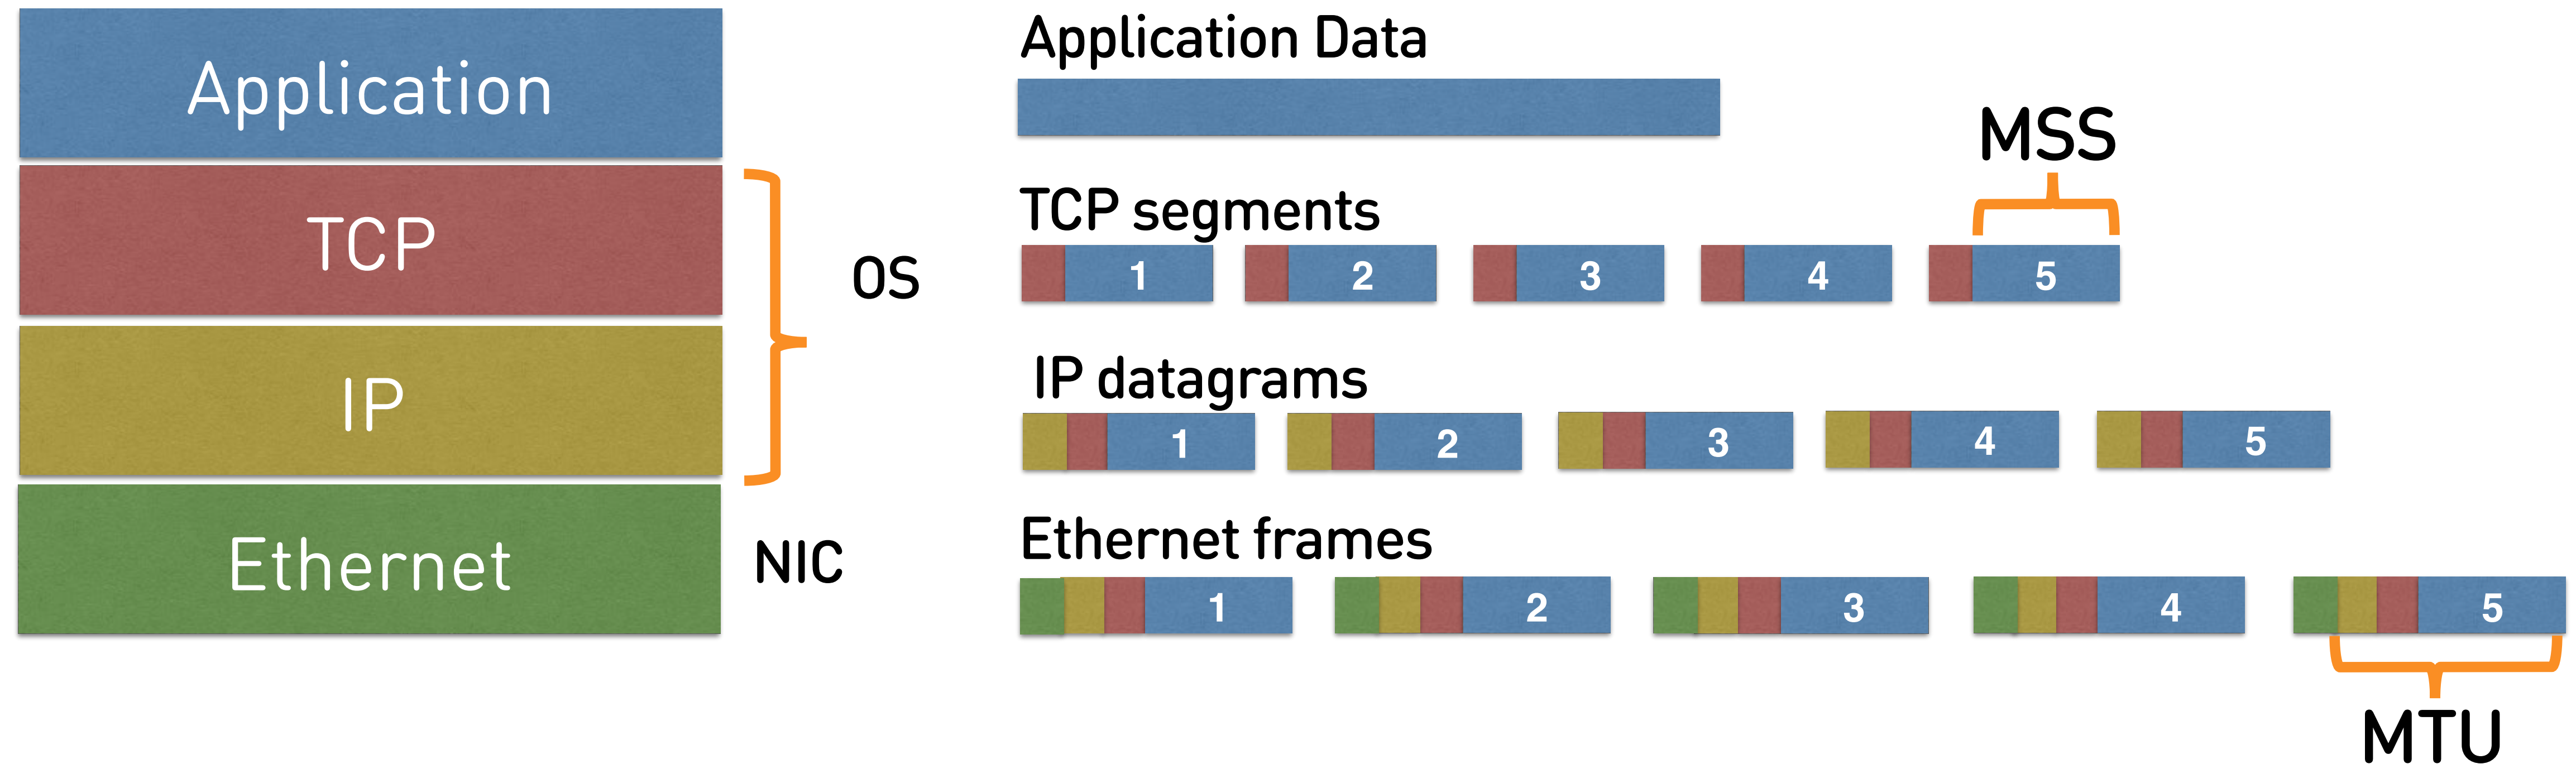 Application
TCP
IP
Ethernet
OS
NIC
Application Data
MSS
TCP segments
1 2 3 4 5
IP datagrams
1 2 3 4 5
Ethernet frames
1 2 3 4 5
MTU